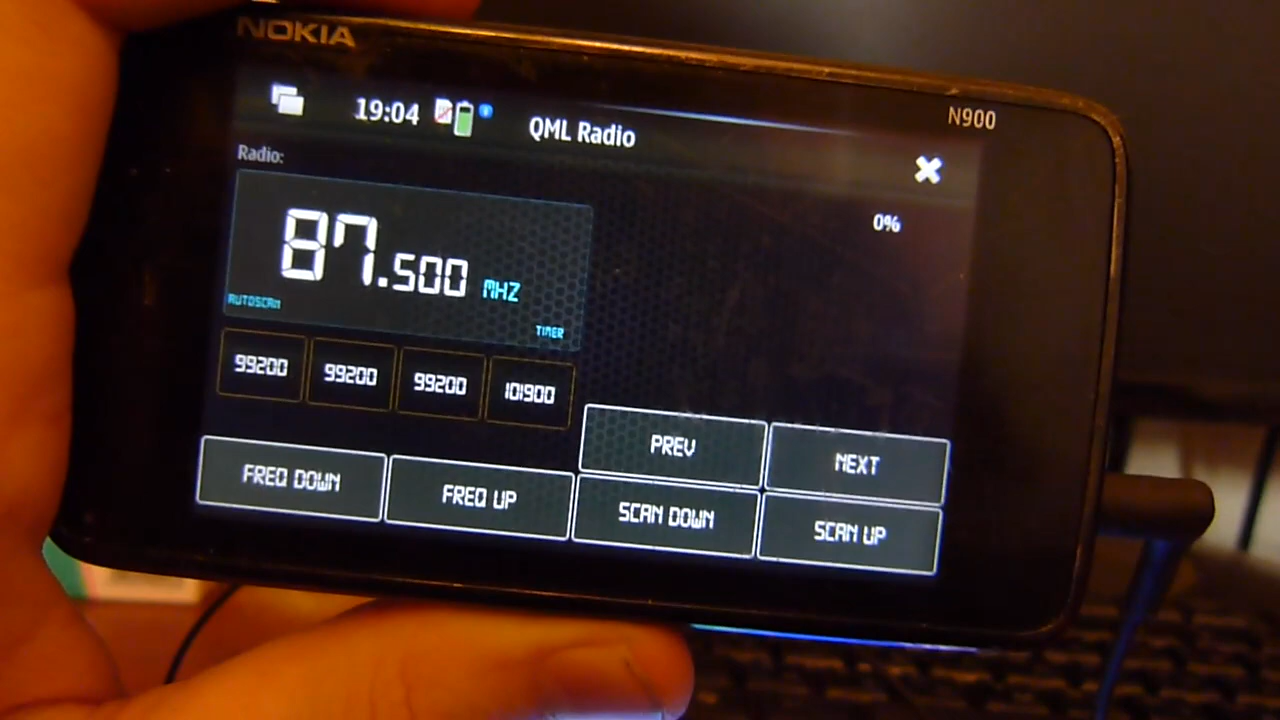 NOKIA
N900
19:04
QML Radio
Radio:
0%
87.500 MHZ
AUTOSCAN
TIMER
99200 99200 99200 101900
PREV NEXT
FREQ DOWN FREQ UP SCAN DOWN SCAN UP